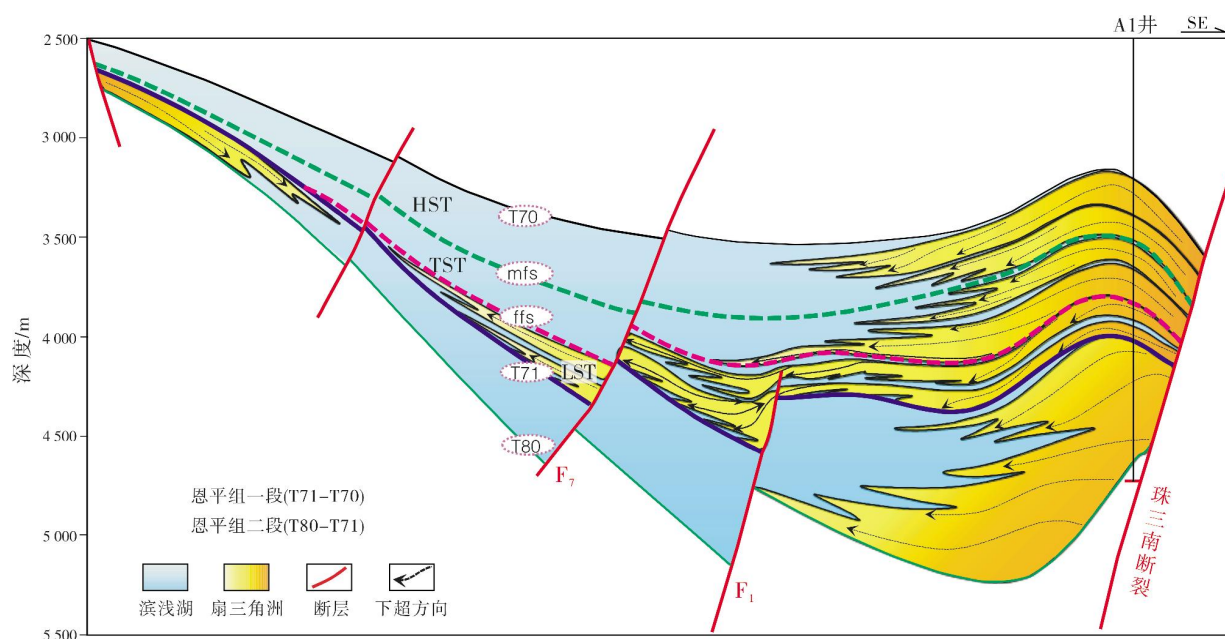 A1井
SE
2 500
3 000
3 500
4 000
4 500
5 000
5 500
深度/m
HST
T70
TST
mfs
ffs
LST
T71
T80
F7
F1
珠三南断裂
恩平组一段(T71-T70)
恩平组二段(T80-T71)
滨浅湖
扇三角洲
断层
下超方向